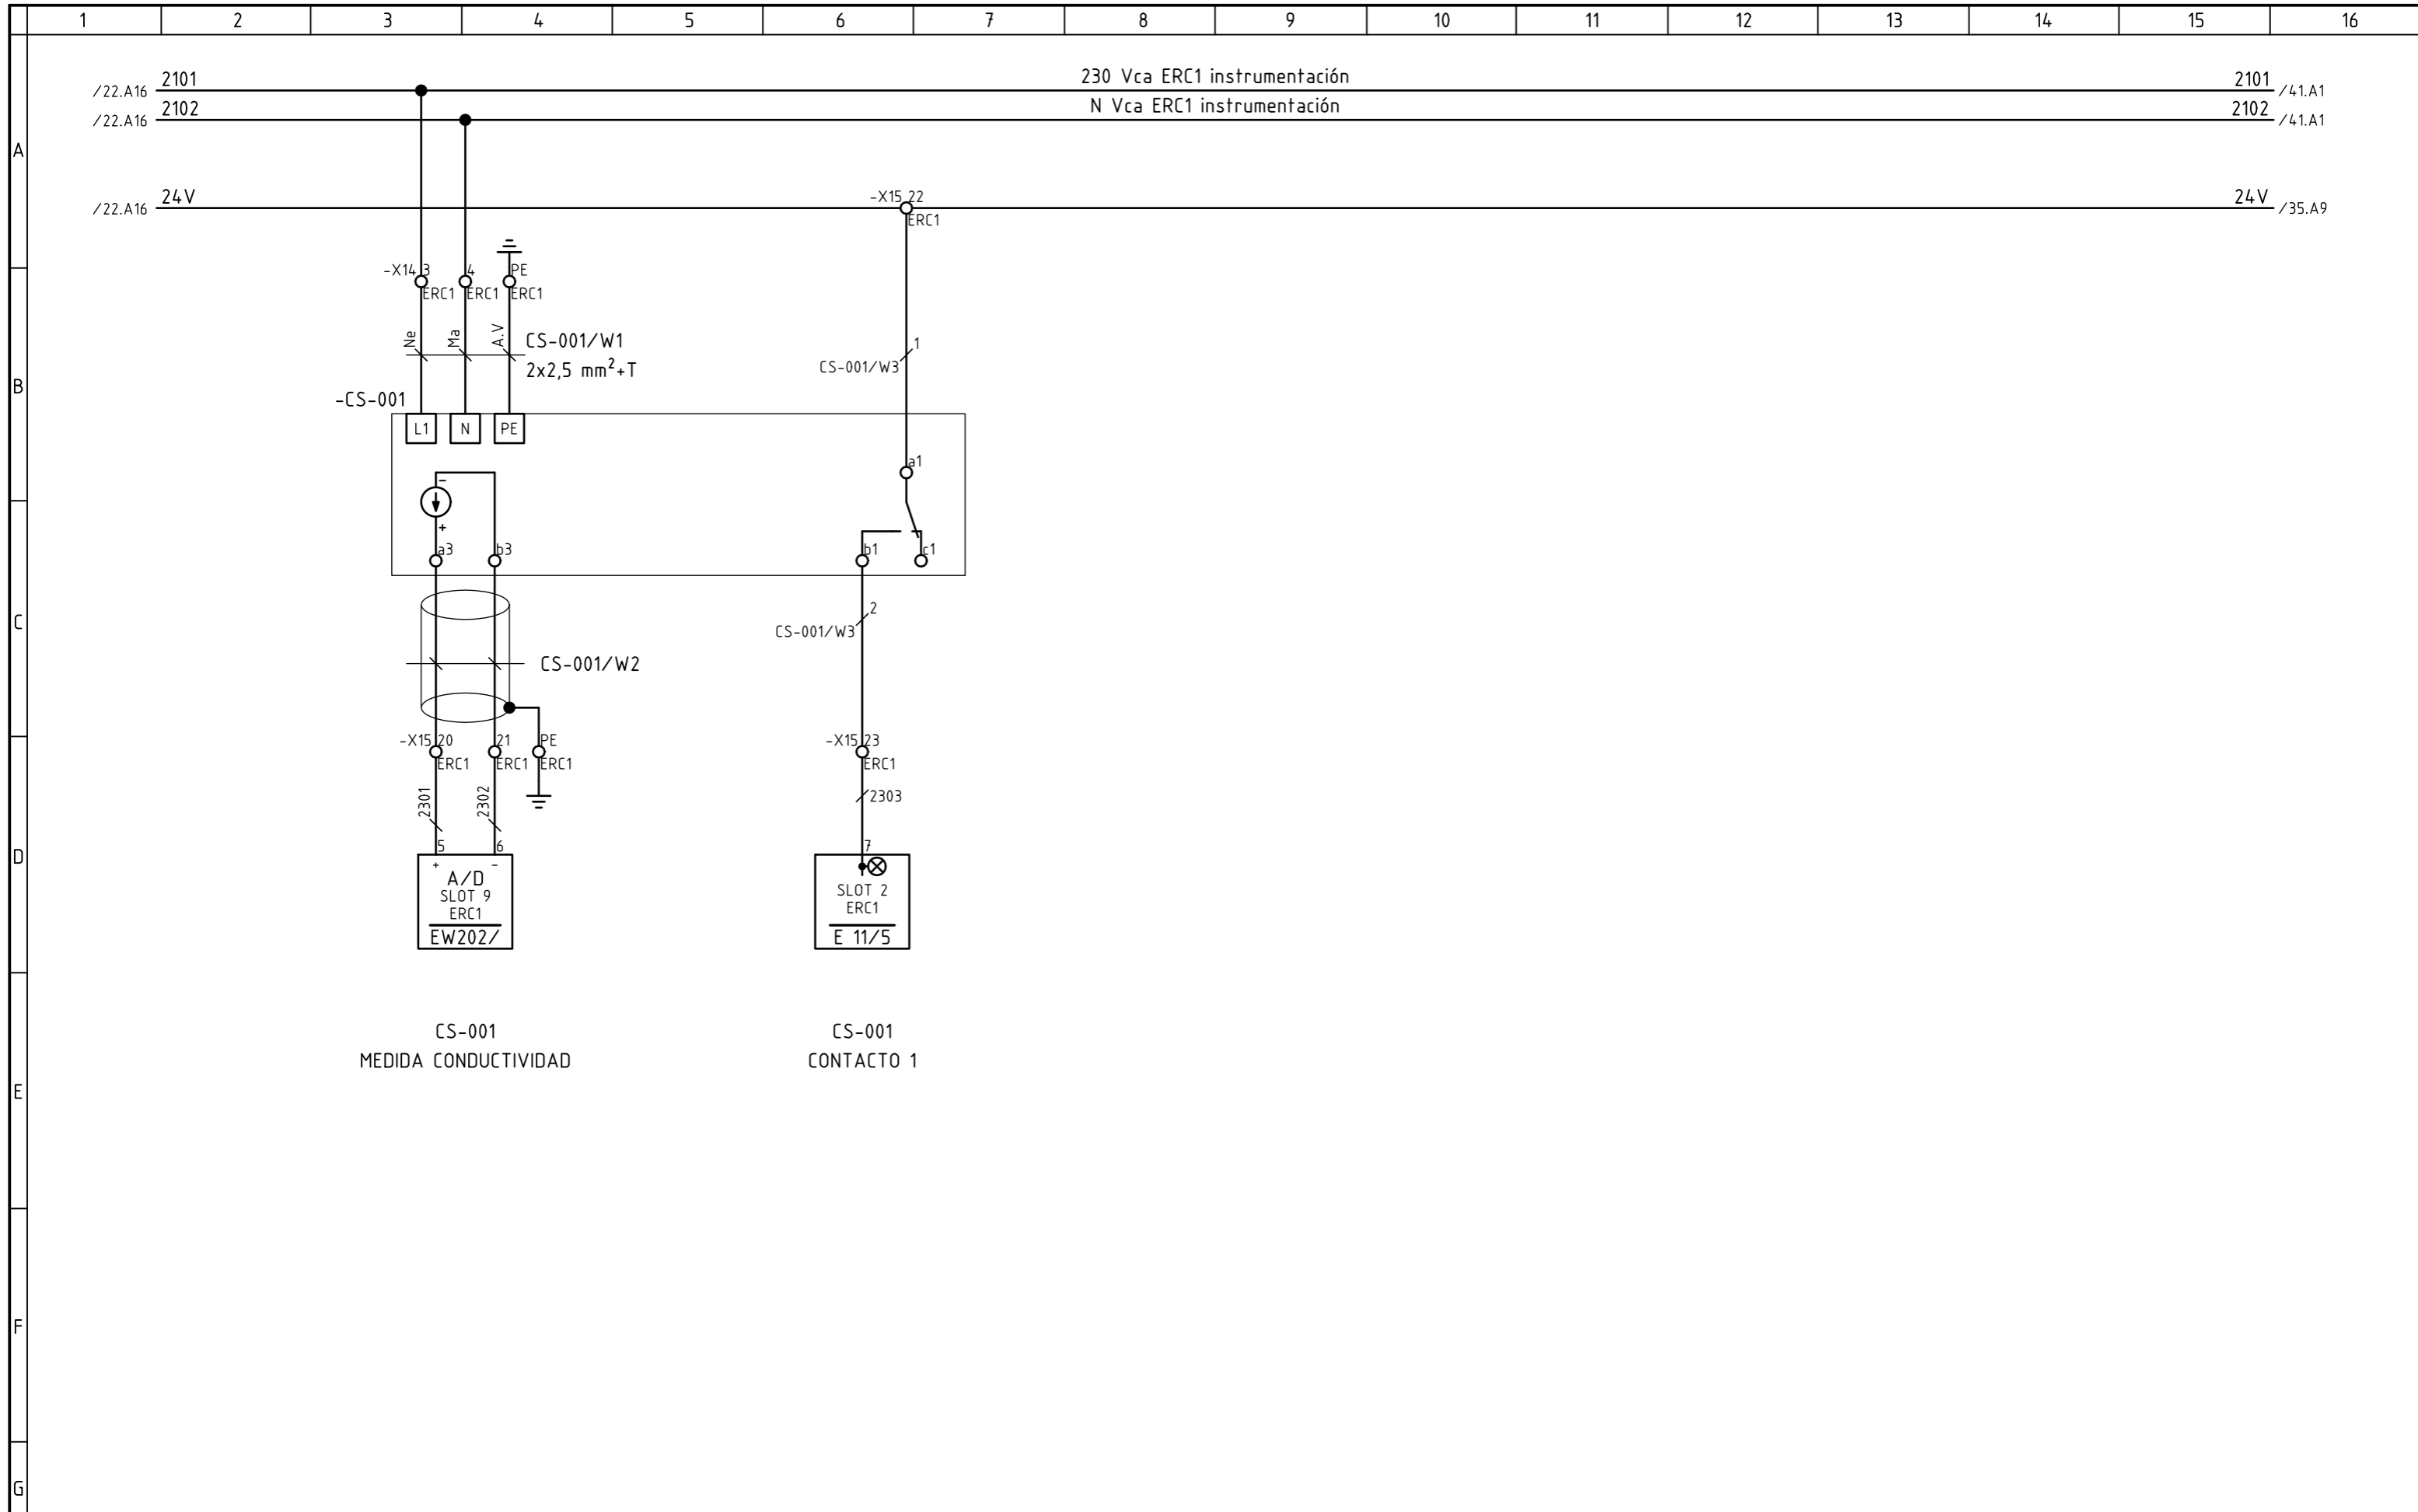 1 2 3 4 5 6 7 8 9 10 11 12 13 14 15 16
230 Vca ERC1 instrumentación
/22.A16 2101 2101 /41.A1
N Vca ERC1 instrumentación
/22.A16 2102 2102 /41.A1
A
/22.A16 24V -X15 22 24V /35.A9
ERC1
-X14 3 4 PE
ERC1 ERC1 ERC1
Ne Ma A.V CS-001/W1 1
2x2,5 mm²+T CS-001/W3
B
-CS-001
L1 N PE
a1
-
+
a3 b3 b1 c1
2
C
CS-001/W3
CS-001/W2
-X15 20 21 PE -X15 23
ERC1 ERC1 ERC1 ERC1
2301 2302 2303
5 6 7
D
+ -
A/D
SLOT 9 SLOT 2
ERC1 ERC1
EW202/ E 11/5
CS-001 CS-001
MEDIDA CONDUCTIVIDAD CONTACTO 1
E
F
G